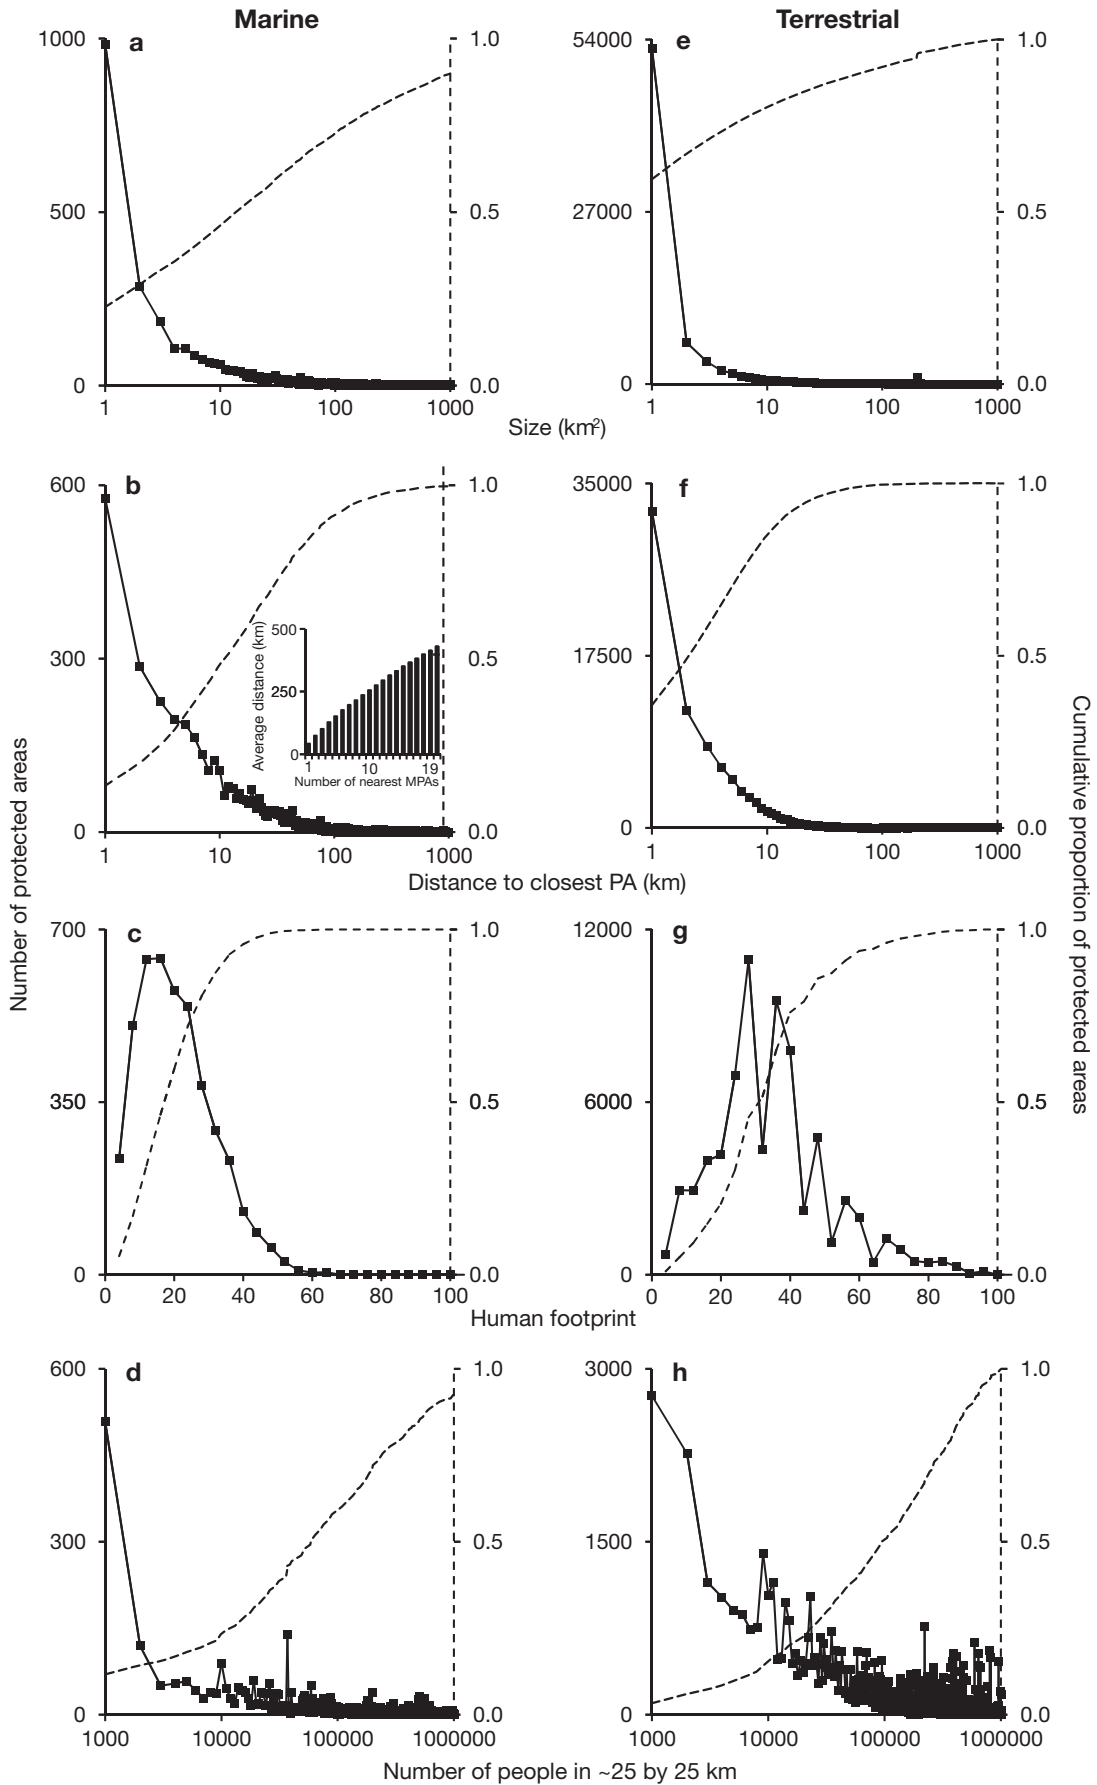 Marine Terrestrial
1000 a 1.0 54000 e 1.0
500 0.5 27000 0.5
0 0.0 0 0.0
1 10 100 1000 1 10 100 1000
Size (km²)
600 b 1.0 35000 f 1.0
500
250
0
Average distance (km)
1 10 19
Number of nearest MPAs
300 0.5 17500 0.5
0 0.0 0 0.0
1 10 100 1000 1 10 100 1000
Distance to closest PA (km)
Number of protected areas
Cumulative proportion of protected areas
700 c 1.0 12000 g 1.0
350 0.5 6000 0.5
0 0.0 0 0.0
0 20 40 60 80 100 0 20 40 60 80 100
Human footprint
600 d 1.0 3000 h 1.0
300 0.5 1500 0.5
0 0.0 0 0.0
1000 10000 100000 1000000 1000 10000 100000 1000000
Number of people in ~25 by 25 km